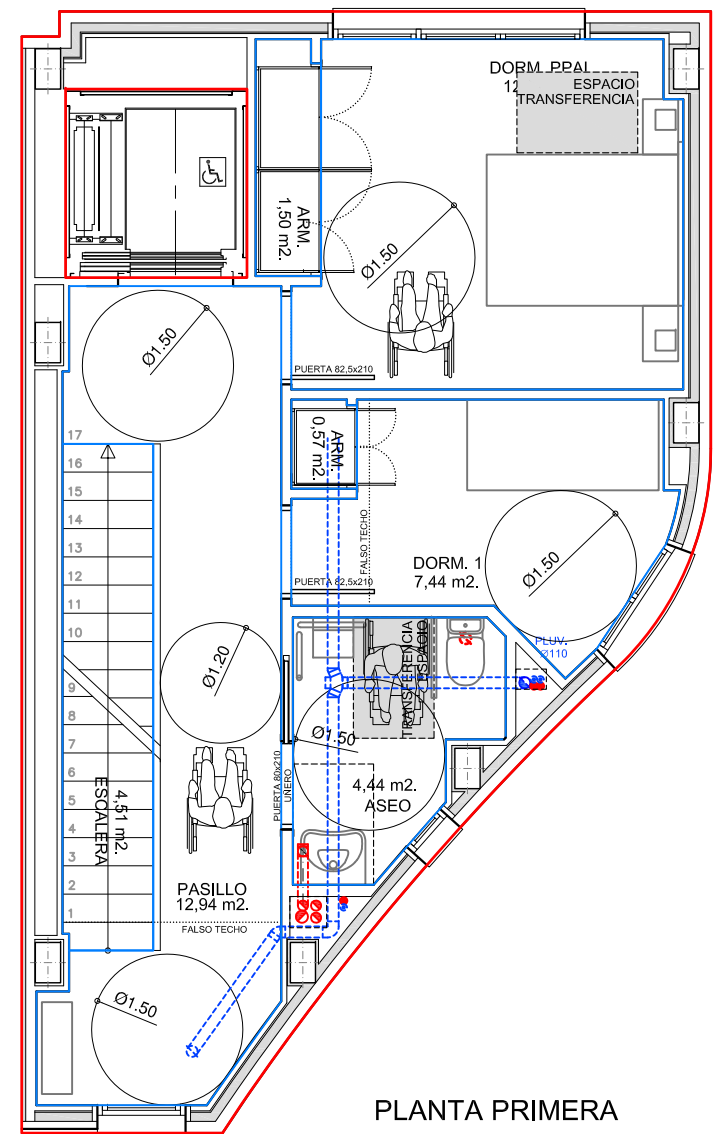 DORM. PPAL
12
ESPACIO
TRANSFERENCIA
ARM.
1,50 m2.
Ø1.50
Ø1.50
PUERTA 82,5x210
ARM.
0,57 m2.
FALSO TECHO
Ø1.50
DORM. 1
7,44 m2.
PUERTA 82,5x210
17
16
15
14
13
12
11
10
9
8
7
6
5
4
3
2
1
ESCALERA
4,51 m2.
Ø1.20
ESPACIO
TRANSFERENCIA
PLUV.
Ø110
Ø1.50
PUERTA 80x210
UÑERO
4,44 m2.
ASEO
PASILLO
12,94 m2.
FALSO TECHO
Ø1.50
PLANTA PRIMERA